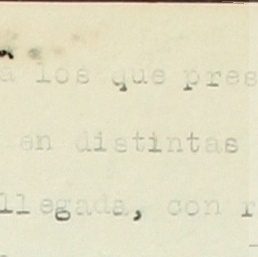 a los que pres
en distintas
llegada, con r